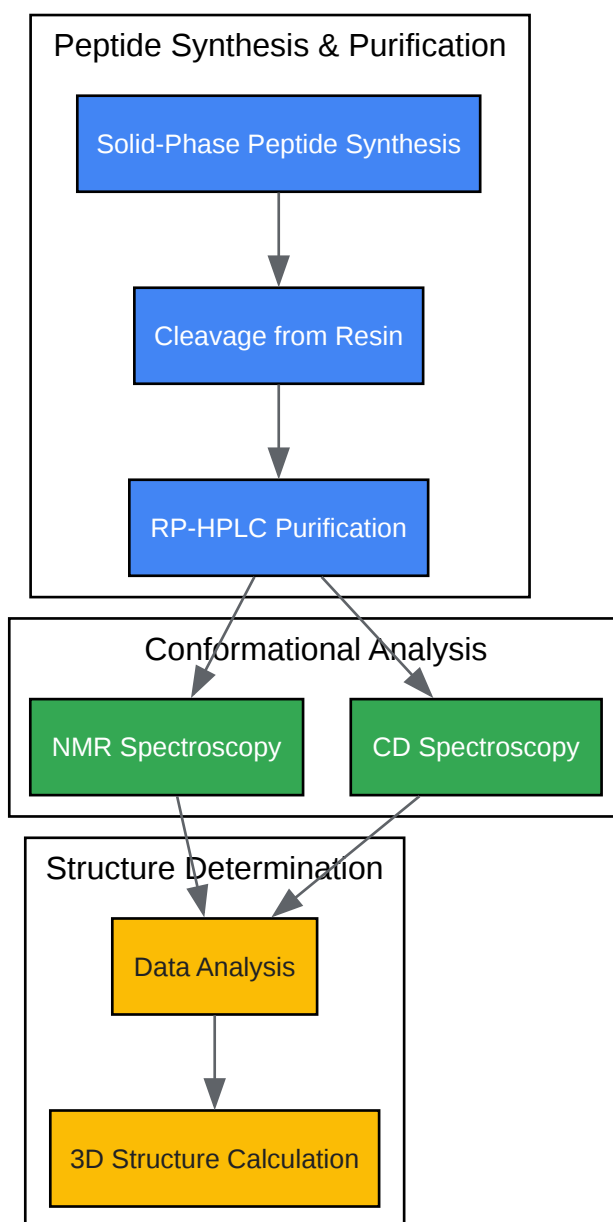 Peptide Synthesis & Purification
Solid-Phase Peptide Synthesis
Cleavage from Resin
RP-HPLC Purification
Conformational Analysis
NMR Spectroscopy
CD Spectroscopy
Structure Determination
Data Analysis
3D Structure Calculation